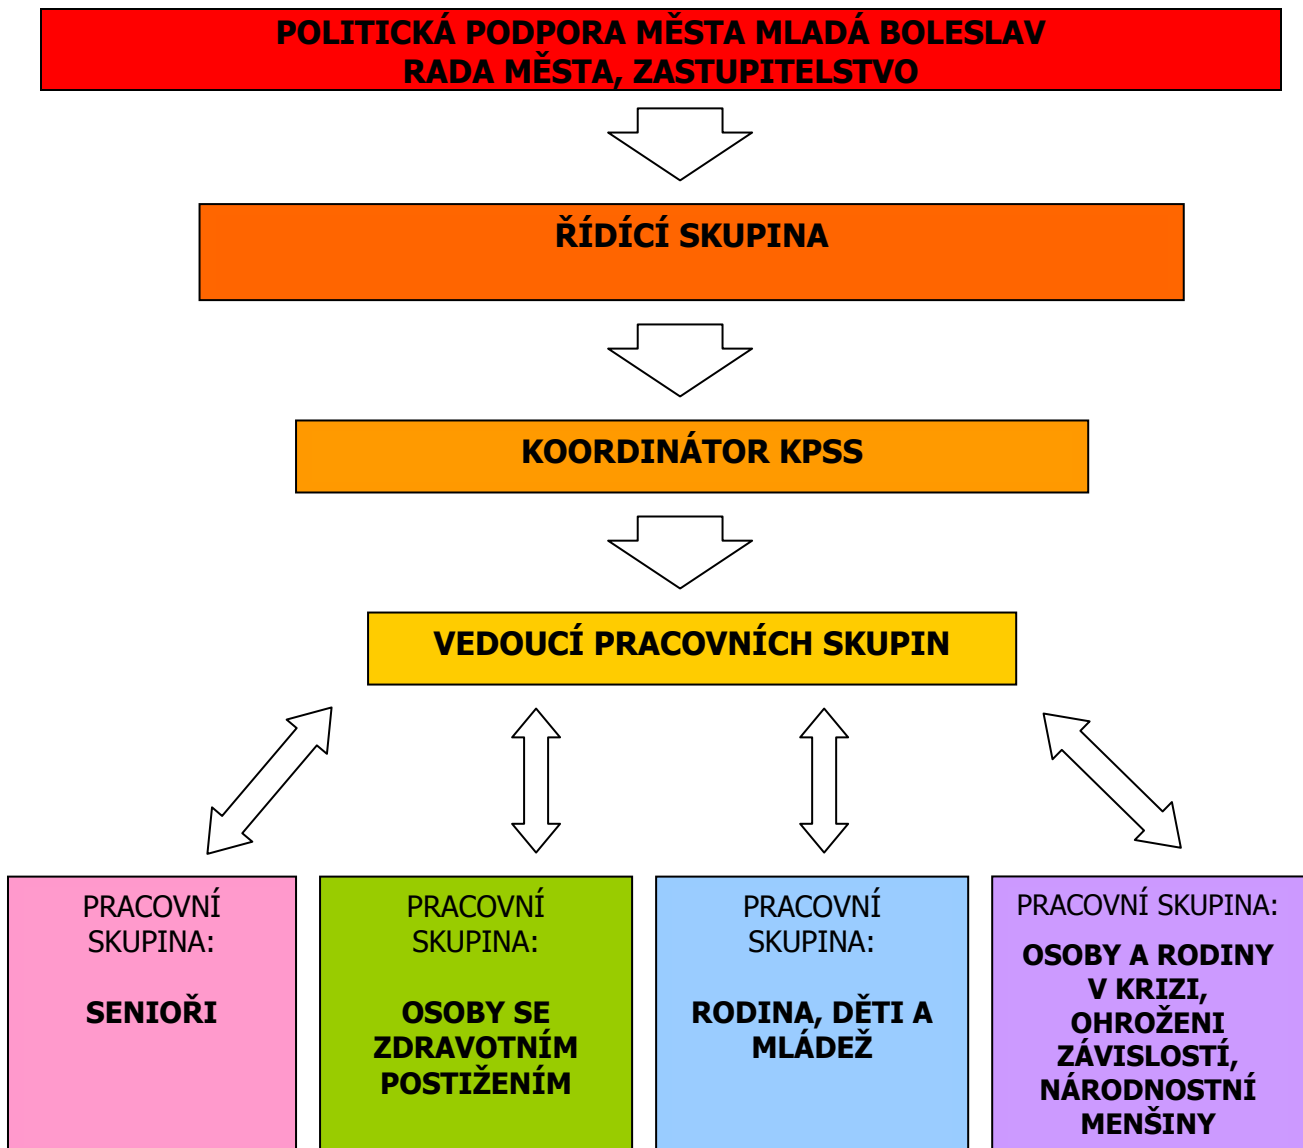 POLITICKÁ PODPORA MĚSTA MLADÁ BOLESLAV
RADA MĚSTA, ZASTUPITELSTVO
ŘÍDÍCÍ SKUPINA
KOORDINÁTOR KPSS
VEDOUCÍ PRACOVNÍCH SKUPIN
PRACOVNÍ
SKUPINA:
SENIOŘI
PRACOVNÍ
SKUPINA:
OSOBY SE
ZDRAVOTNÍM
POSTIŽENÍM
PRACOVNÍ
SKUPINA:
RODINA, DĚTI A
MLÁDEŽ
PRACOVNÍ SKUPINA:
OSOBY A RODINY
V KRIZI,
OHROŽENI
ZÁVISLOSTÍ,
NÁRODNOSTNÍ
MENŠINY